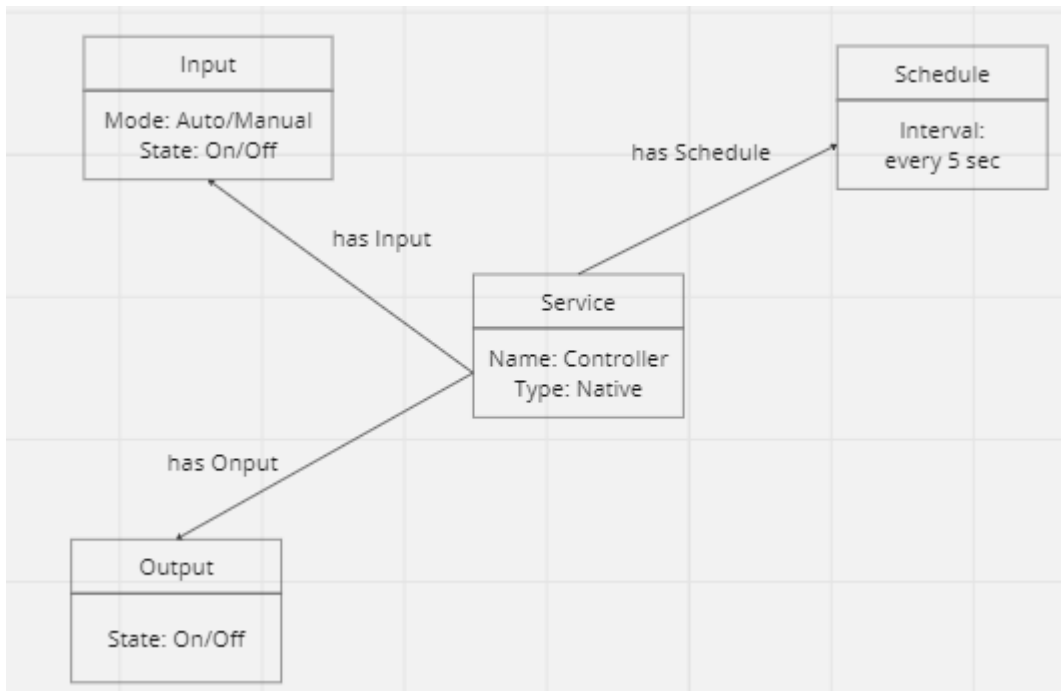 Input
Mode: Auto/Manual
State: On/Off
Schedule
Interval:
every 5 sec
has Schedule
has Input
Service
Name: Controller
Type: Native
has Onput
Output
State: On/Off